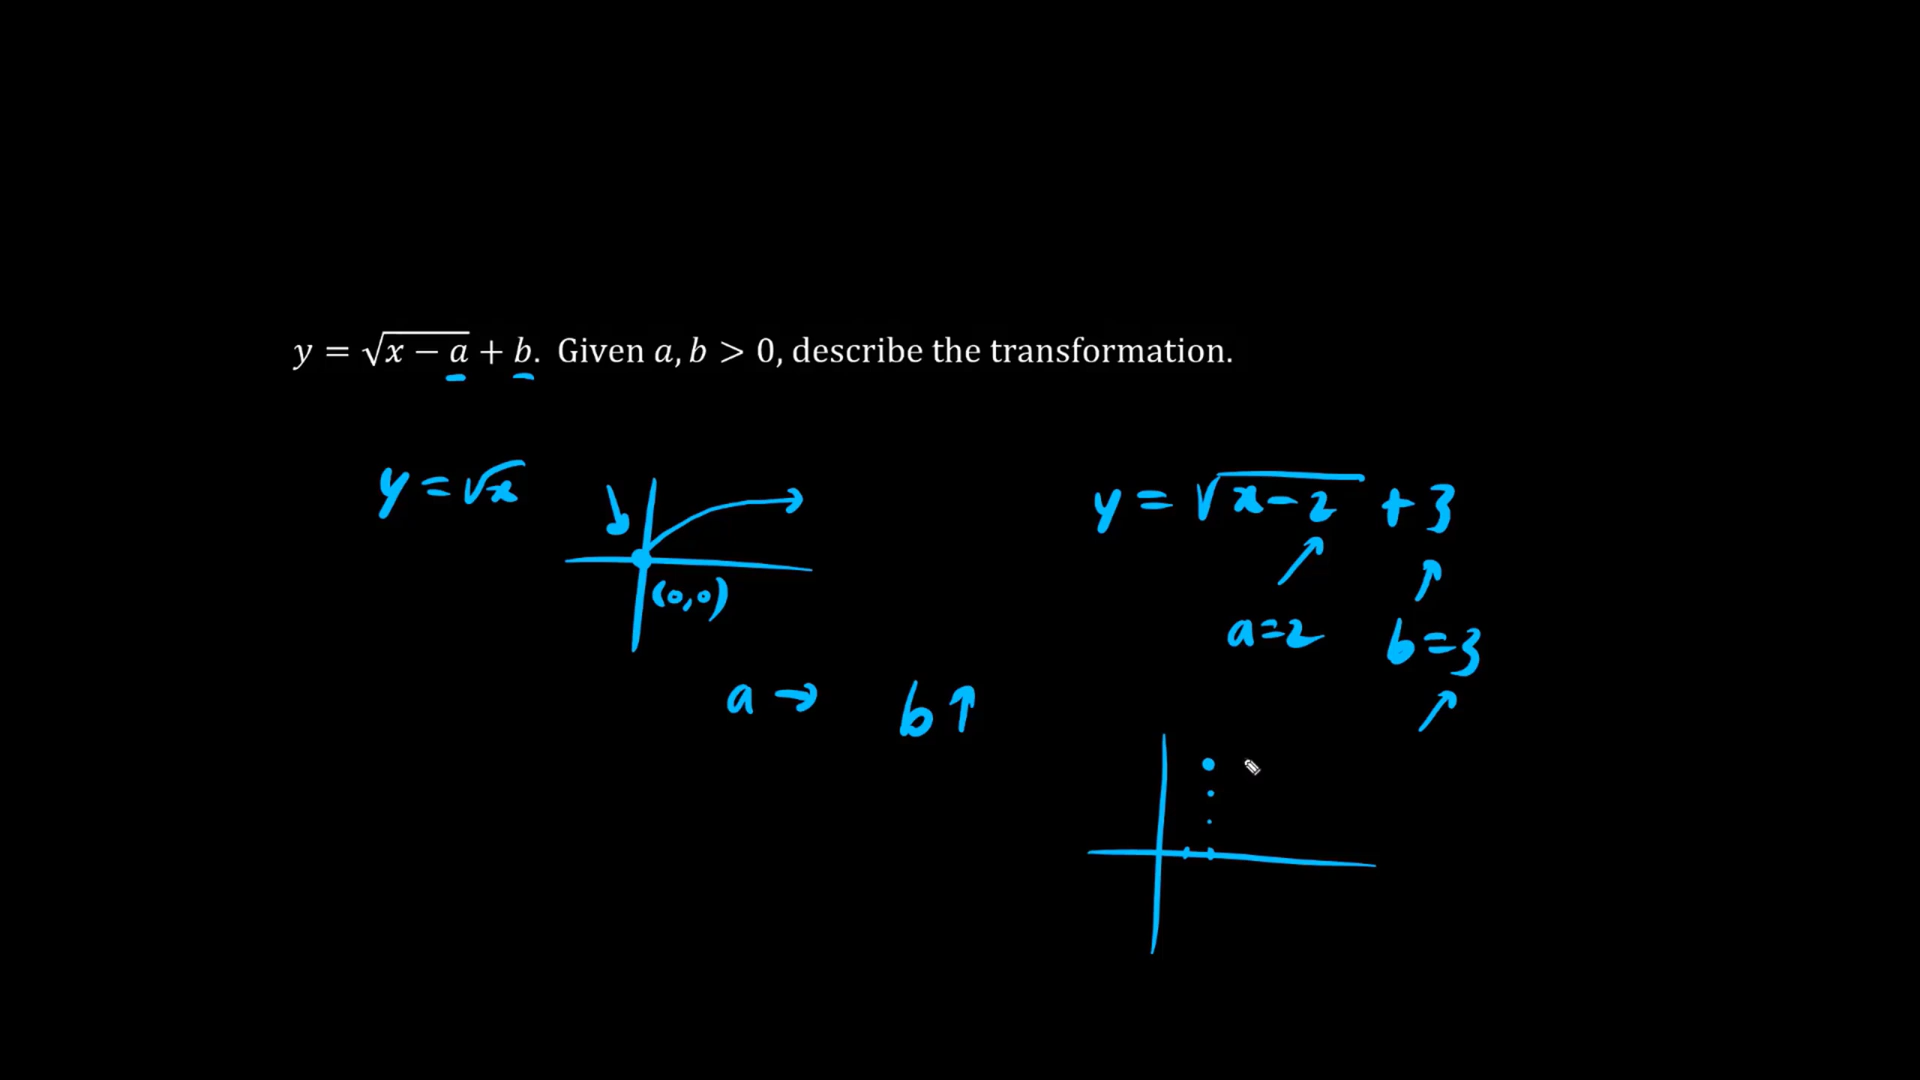 y = √(x − a) + b. Given a, b > 0, describe the transformation.
y = √x
(0,0)
y = √(x − 2) + 3
a = 2 b = 3
a → b ↑